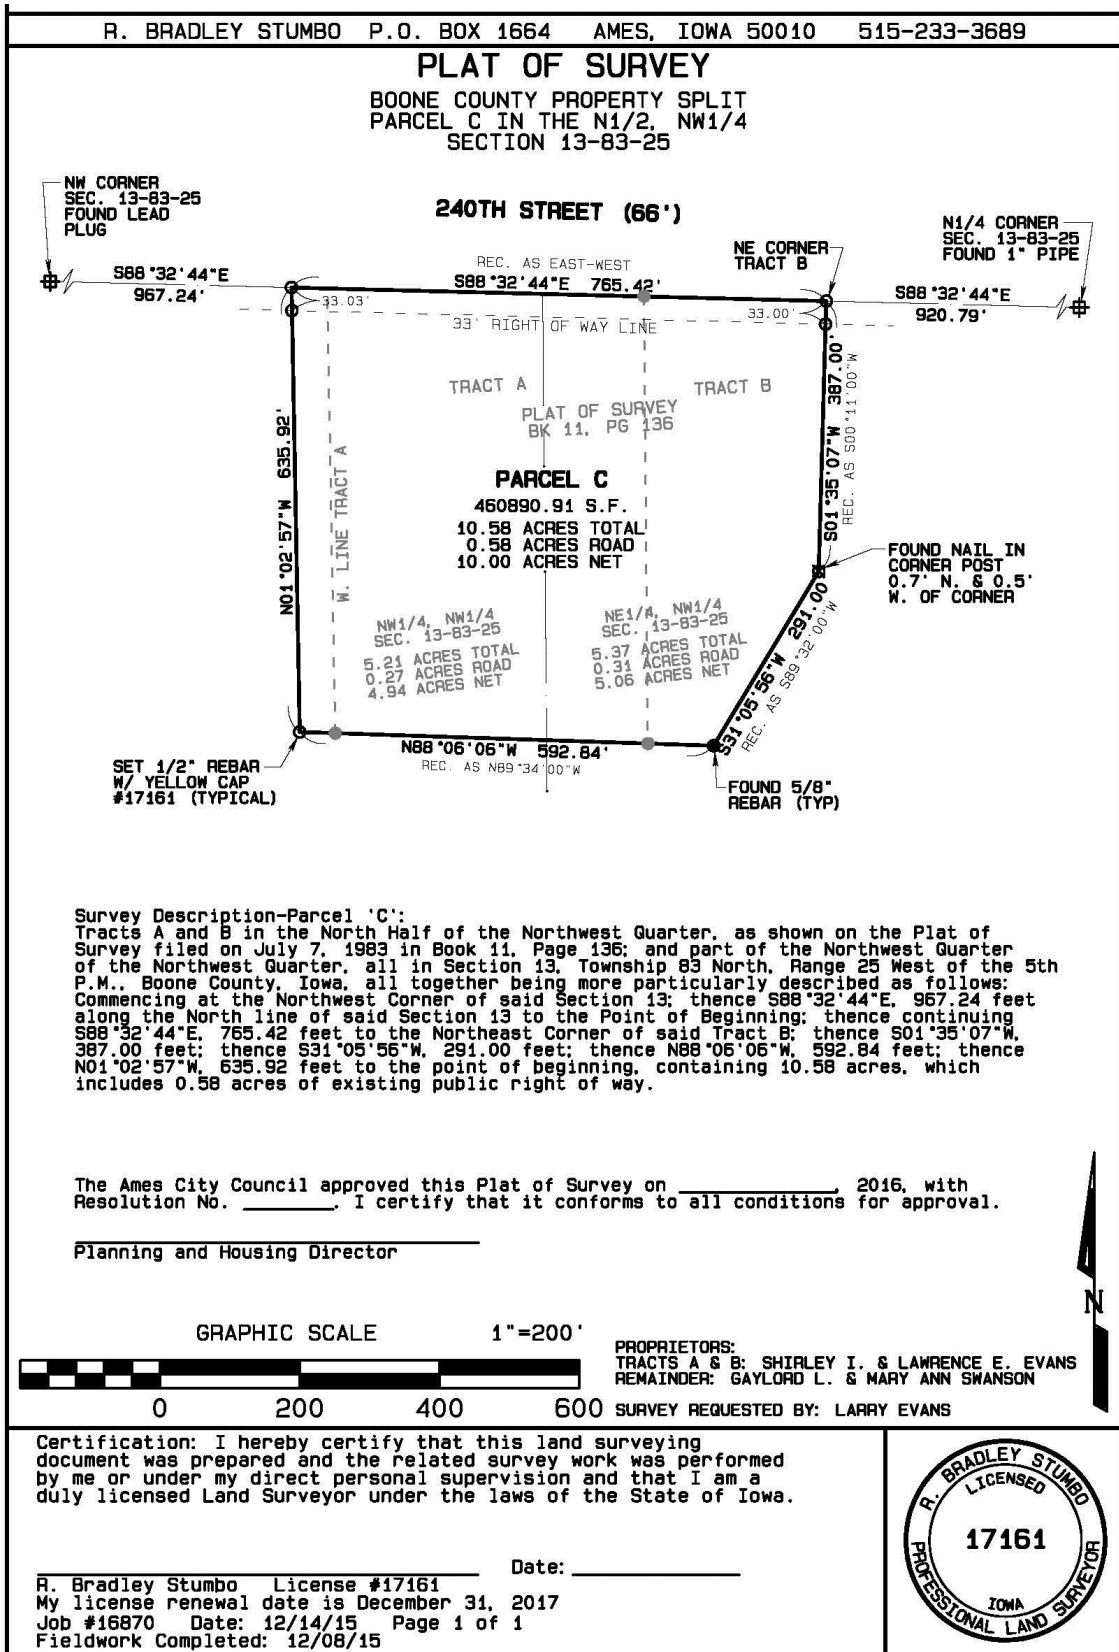 R. BRADLEY STUMBO P.O. BOX 1664 AMES, IOWA 50010 515-233-3689
PLAT OF SURVEY
BOONE COUNTY PROPERTY SPLIT
PARCEL C IN THE N1/2, NW1/4
SECTION 13-83-25
NW CORNER
SEC. 13-83-25
FOUND LEAD
PLUG
240TH STREET (66')
N1/4 CORNER
SEC. 13-83-25
FOUND 1" PIPE
NE CORNER
TRACT B
REC. AS EAST-WEST
S88°32'44"E 765.42'
S88°32'44"E
967.24'
S88°32'44"E
920.79'
33.03'
33.00'
33' RIGHT OF WAY LINE
TRACT A
TRACT B
PLAT OF SURVEY
BK 11, PG 136
N01°02'57"W 635.92'
W. LINE TRACT A
S01°35'07"W 387.00'
REC. AS S00°11'00"W
PARCEL C
460890.91 S.F.
10.58 ACRES TOTAL
0.58 ACRES ROAD
10.00 ACRES NET
FOUND NAIL IN
CORNER POST
0.7' N. & 0.5'
W. OF CORNER
NW1/4, NW1/4
SEC. 13-83-25
5.21 ACRES TOTAL
0.27 ACRES ROAD
4.94 ACRES NET
NE1/4, NW1/4
SEC. 13-83-25
5.37 ACRES TOTAL
0.31 ACRES ROAD
5.06 ACRES NET
S31°05'56"W 291.00'
REC. AS S89°32'00"W
N88°06'06"W 592.84'
REC. AS N89°34'00"W
SET 1/2" REBAR
W/ YELLOW CAP
#17161 (TYPICAL)
FOUND 5/8"
REBAR (TYP)
Survey Description-Parcel 'C':
Tracts A and B in the North Half of the Northwest Quarter, as shown on the Plat of
Survey filed on July 7, 1983 in Book 11, Page 136; and part of the Northwest Quarter
of the Northwest Quarter, all in Section 13, Township 83 North, Range 25 West of the 5th
P.M., Boone County, Iowa, all together being more particularly described as follows:
Commencing at the Northwest Corner of said Section 13; thence S88°32'44"E, 967.24 feet
along the North line of said Section 13 to the Point of Beginning; thence continuing
S88°32'44"E, 765.42 feet to the Northeast Corner of said Tract B; thence S01°35'07"W,
387.00 feet; thence S31°05'56"W, 291.00 feet; thence N88°06'06"W, 592.84 feet; thence
N01°02'57"W, 635.92 feet to the point of beginning, containing 10.58 acres, which
includes 0.58 acres of existing public right of way.
The Ames City Council approved this Plat of Survey on ____________, 2016, with
Resolution No. _______. I certify that it conforms to all conditions for approval.
Planning and Housing Director
N
GRAPHIC SCALE 1"=200'
0 200 400 600
PROPRIETORS:
TRACTS A & B: SHIRLEY I. & LAWRENCE E. EVANS
REMAINDER: GAYLORD L. & MARY ANN SWANSON
SURVEY REQUESTED BY: LARRY EVANS
Certification: I hereby certify that this land surveying
document was prepared and the related survey work was performed
by me or under my direct personal supervision and that I am a
duly licensed Land Surveyor under the laws of the State of Iowa.
Date: ____________
R. Bradley Stumbo License #17161
My license renewal date is December 31, 2017
Job #16870 Date: 12/14/15 Page 1 of 1
Fieldwork Completed: 12/08/15
R. BRADLEY STUMBO
LICENSED
17161
IOWA
PROFESSIONAL LAND SURVEYOR